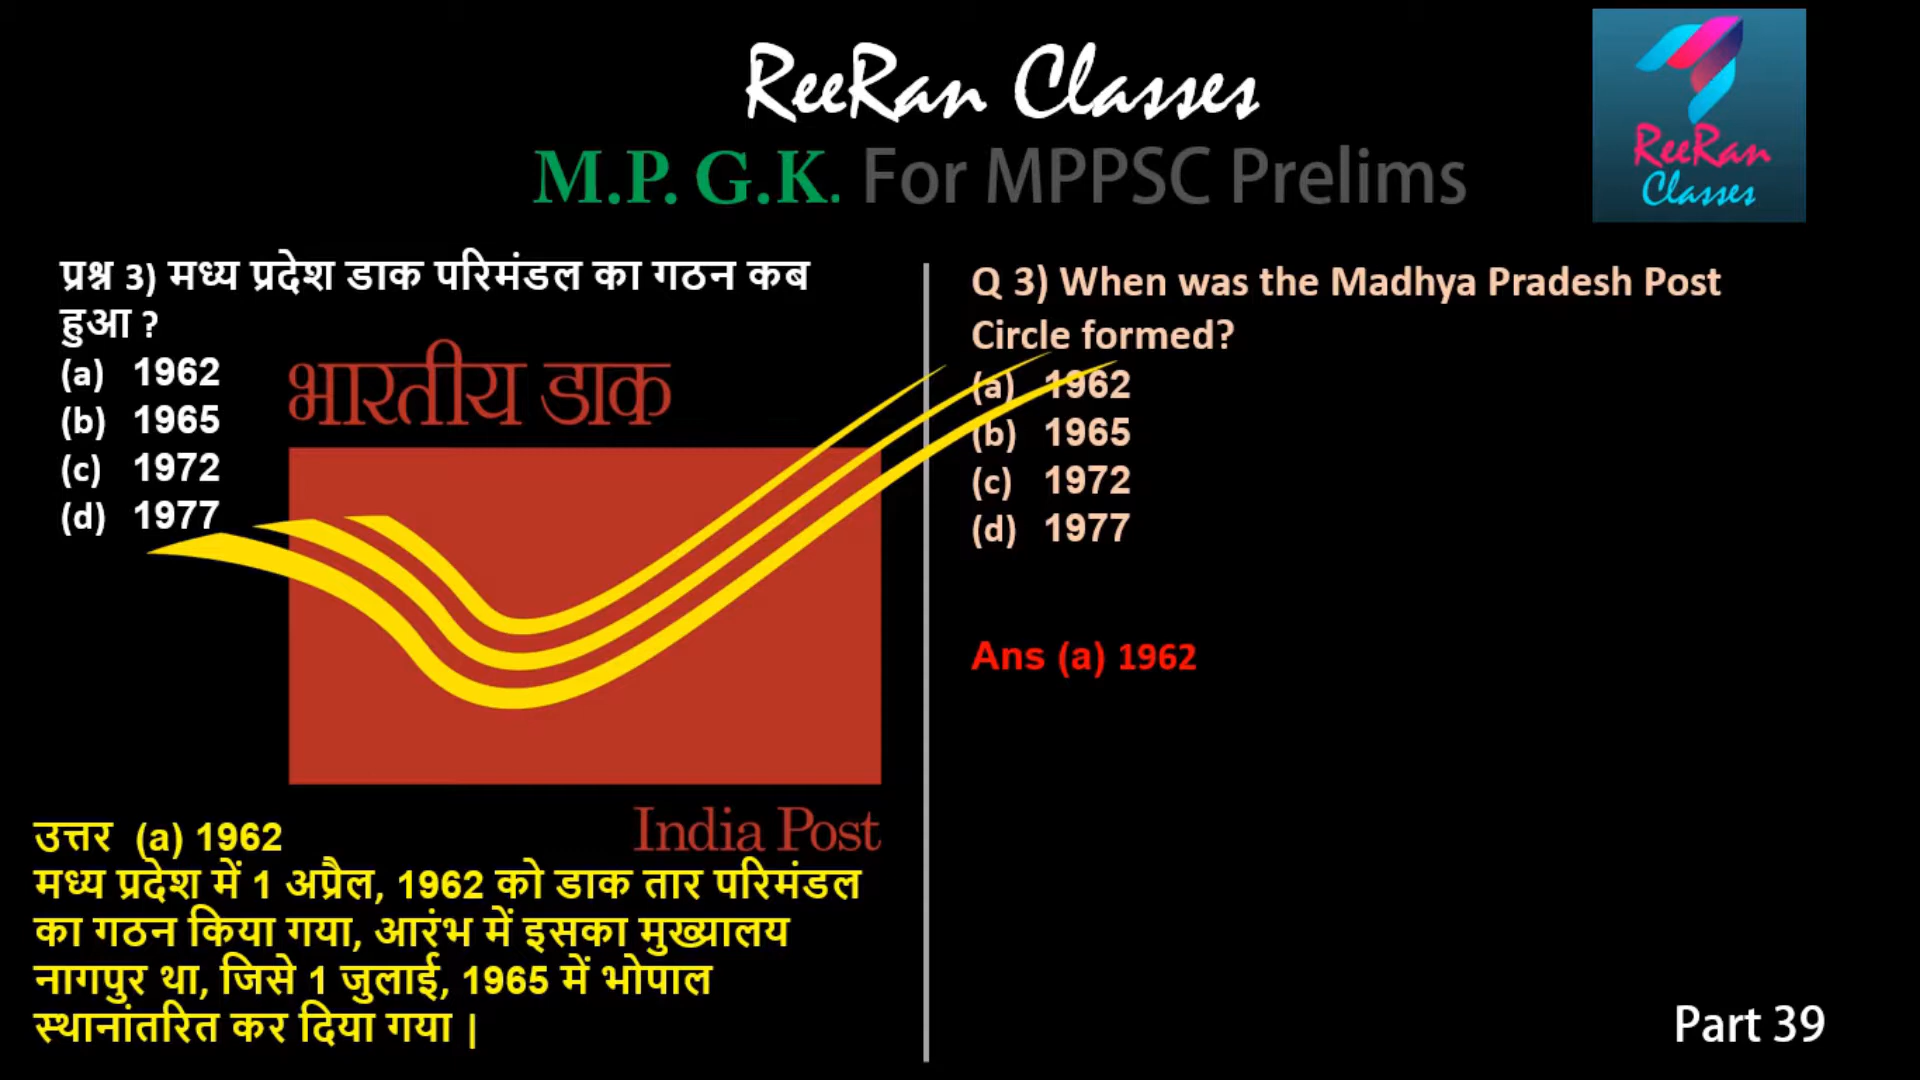 ReeRan Classes
M.P. G.K. For MPPSC Prelims
ReeRan
Classes
प्रश्न 3) मध्य प्रदेश डाक परिमंडल का गठन कब
हुआ ?
(a) 1962
(b) 1965
(c) 1972
(d) 1977
भारतीय डाक
India Post
उत्तर (a) 1962
मध्य प्रदेश में 1 अप्रैल, 1962 को डाक तार परिमंडल
का गठन किया गया, आरंभ में इसका मुख्यालय
नागपुर था, जिसे 1 जुलाई, 1965 में भोपाल
स्थानांतरित कर दिया गया |
Q 3) When was the Madhya Pradesh Post
Circle formed?
(a) 1962
(b) 1965
(c) 1972
(d) 1977
Ans (a) 1962
Part 39